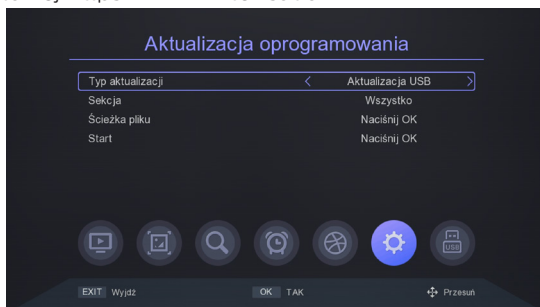 Aktualizacja oprogramowania
Typ aktualizacji < Aktualizacja USB >
Sekcja Wszystko
Ścieżka pliku Naciśnij OK
Start Naciśnij OK
USB
EXIT Wyjdź OK TAK Przesuń